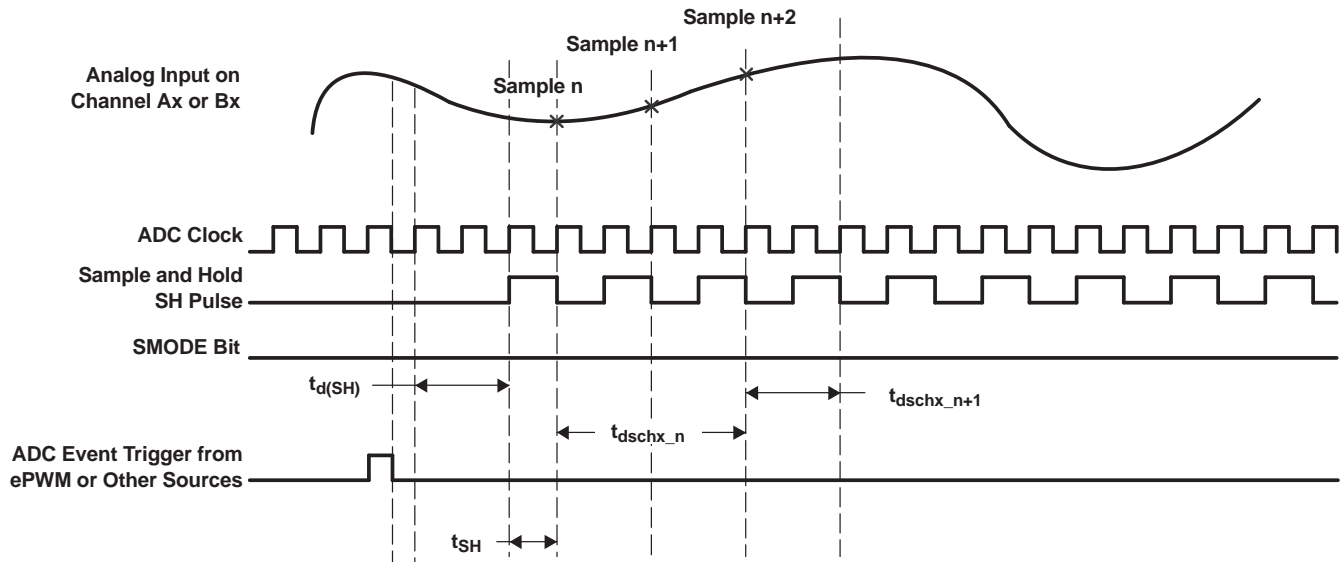 Sample n+2
Sample n+1
Analog Input on
Channel Ax or Bx
Sample n
ADC Clock
Sample and Hold
SH Pulse
SMODE Bit
td(SH)
tdschx_n+1
tdschx_n
ADC Event Trigger from
ePWM or Other Sources
tSH